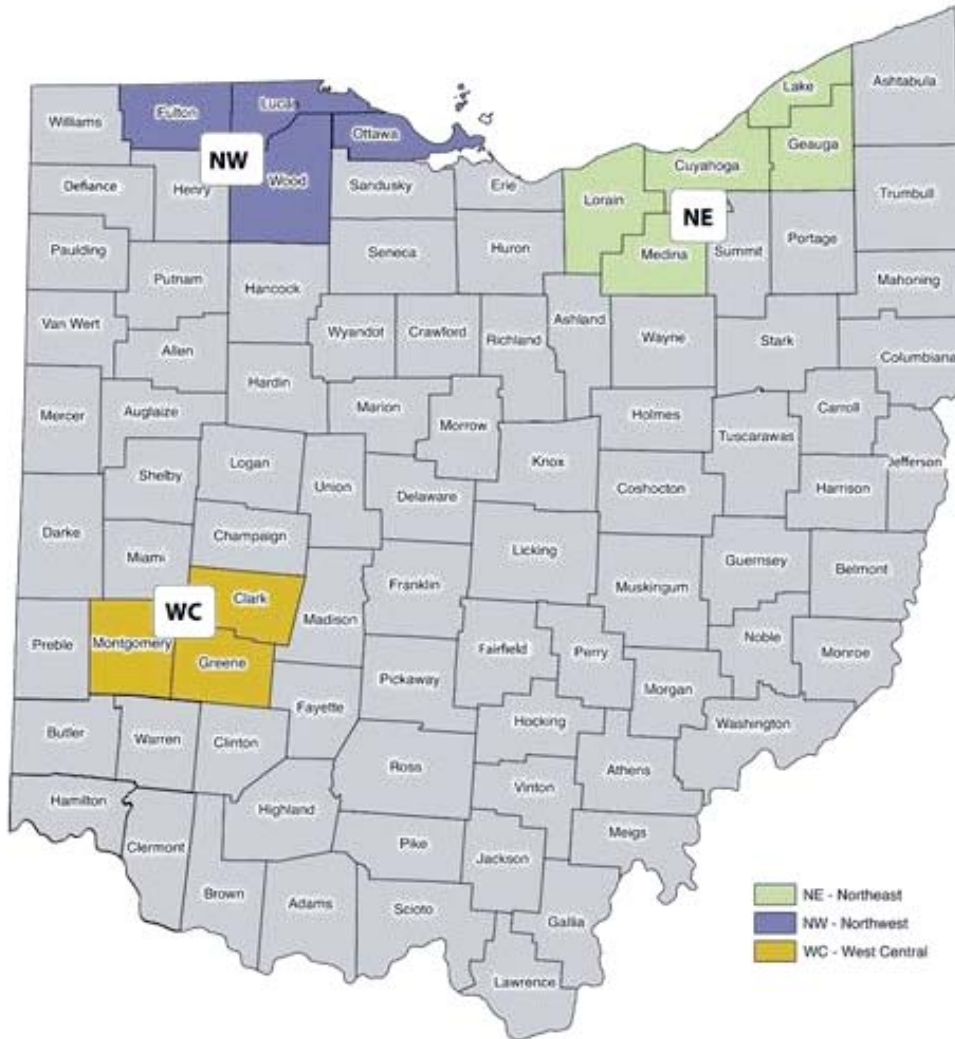 Lake
Ashtabula
Williams
Fulton
Lucas
Ottawa
Geauga
NW
Cuyahoga
Defiance
Henry
Wood
Sandusky
Erie
Lorain
NE
Trumbull
Paulding
Seneca
Huron
Medina
Summit
Portage
Putnam
Hancock
Mahoning
Van Wert
Allen
Wyandot
Crawford
Richland
Ashland
Wayne
Stark
Columbiana
Hardin
Mercer
Auglaize
Marion
Morrow
Holmes
Carroll
Tuscarawas
Shelby
Logan
Union
Knox
Jefferson
Delaware
Coshocton
Harrison
Darke
Champaign
Miami
Licking
Guernsey
Belmont
Franklin
Muskingum
WC
Clark
Madison
Preble
Montgomery
Greene
Fairfield
Perry
Noble
Monroe
Pickaway
Morgan
Fayette
Hocking
Washington
Butler
Warren
Clinton
Ross
Athens
Vinton
Hamilton
Highland
Clermont
Pike
Jackson
Meigs
Brown
Adams
Scioto
Gallia
Lawrence
NE - Northeast
NW - Northwest
WC - West Central